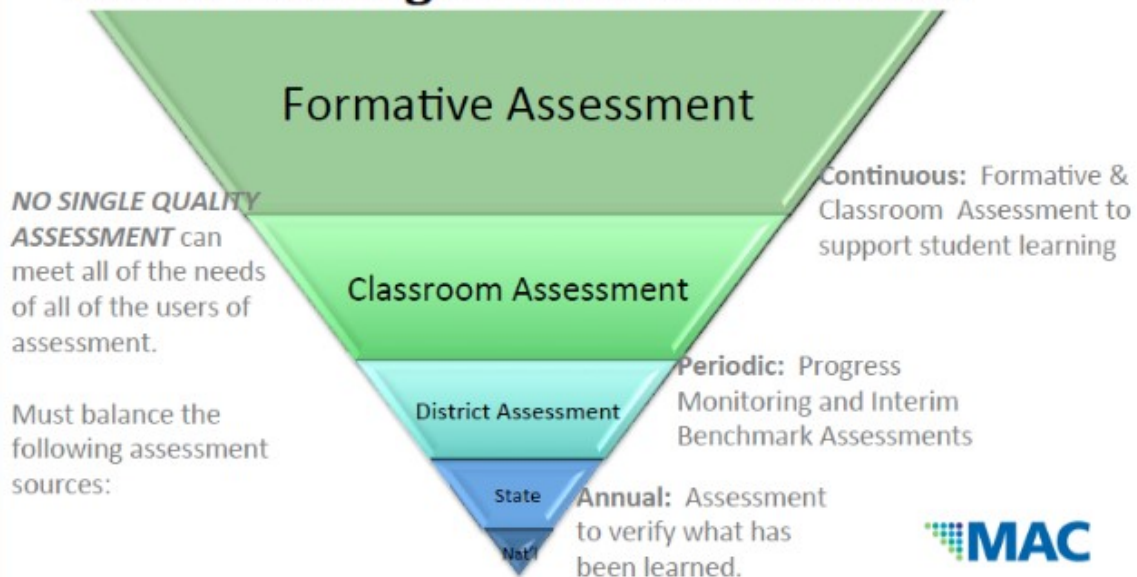 Formative Assessment
NO SINGLE QUALITY
ASSESSMENT can
meet all of the needs
of all of the users of
assessment.
Must balance the
following assessment
sources:
Continuous: Formative &
Classroom Assessment to
support student learning
Classroom Assessment
Periodic: Progress
Monitoring and Interim
Benchmark Assessments
District Assessment
Annual: Assessment
to verify what has
been learned.
State
Nat'l
MAC